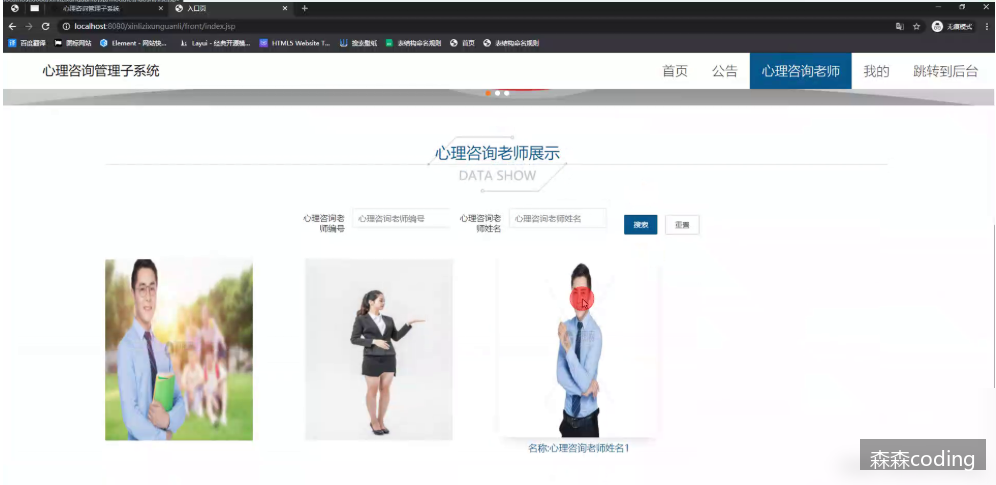 心理咨询管理子系统
入口页
localhost:8080/xinlizixunguanli/front/index.jsp
无痕模式
百度翻译
图标网站
Element - 网站快...
Layui - 经典开源模...
HTML5 Website T...
搜索壁纸
表结构命名规则
首页
表结构命名规则
心理咨询管理子系统
首页
公告
心理咨询老师
我的
跳转到后台
心理咨询老师展示
DATA SHOW
心理咨询老
师编号
心理咨询老师编号
心理咨询老
师姓名
心理咨询老师姓名
搜索
重置
名称:心理咨询老师姓名1
森森coding